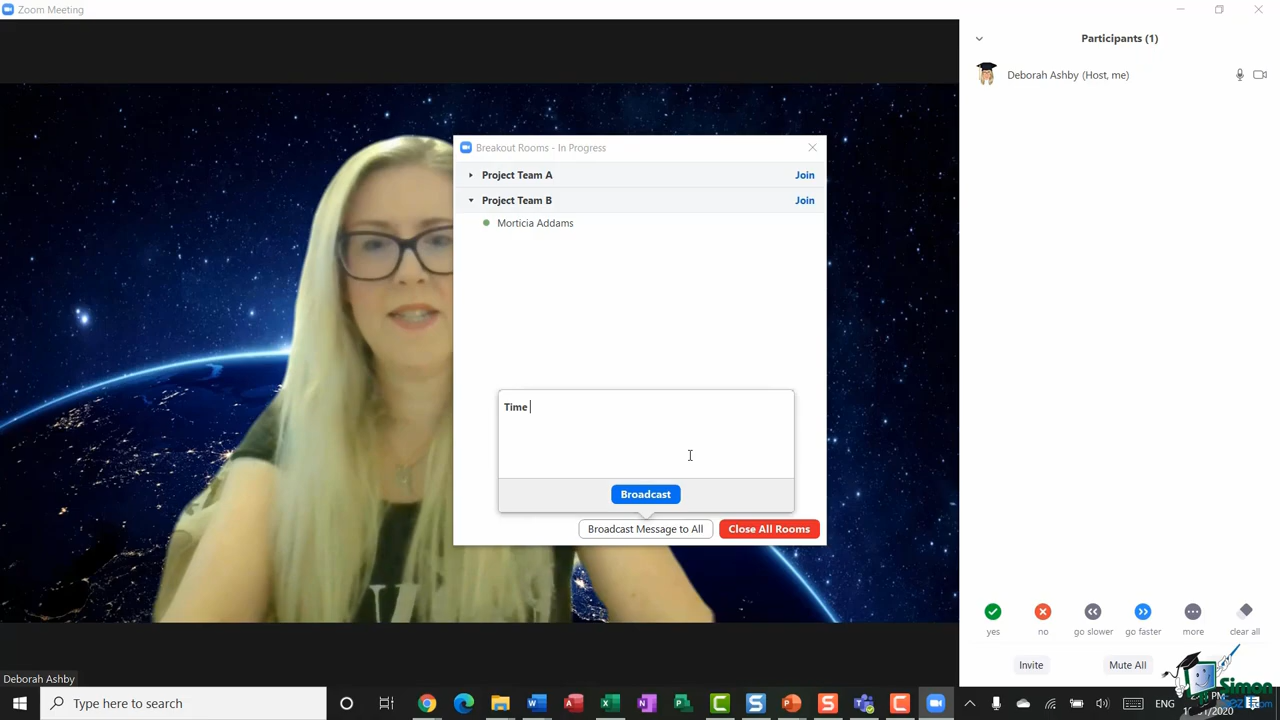 Zoom Meeting
Participants (1)
Deborah Ashby (Host, me)
Breakout Rooms - In Progress
Project Team A
Join
Project Team B
Join
Morticia Addams
Time
Broadcast
Broadcast Message to All
Close All Rooms
yes
no
go slower
go faster
more
clear all
Invite
Mute All
Deborah Ashby
Type here to search
ENG
Simon